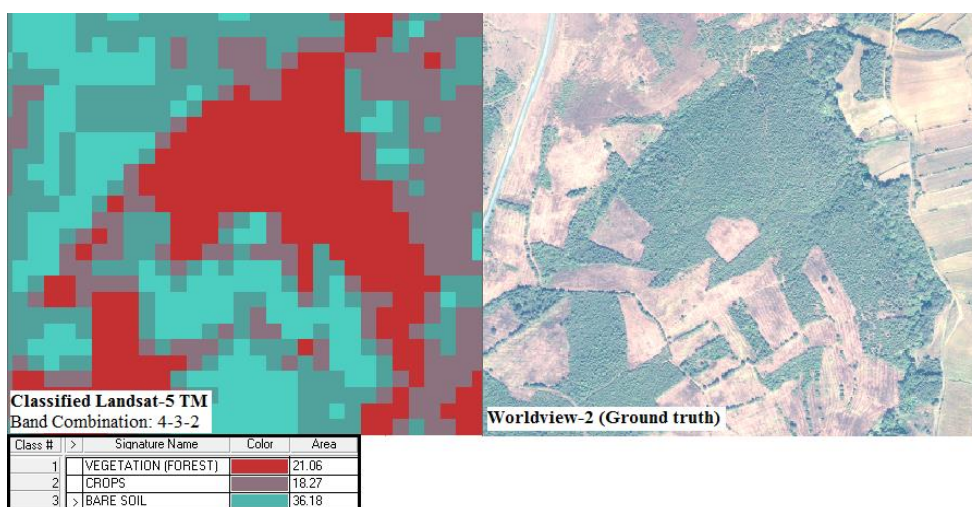 Classified Landsat-5 TM
Band Combination: 4-3-2
Worldview-2 (Ground truth)
Class # > Signature Name Color Area
1 VEGETATION (FOREST) 21.06
2 CROPS 18.27
3 > BARE SOIL 36.18